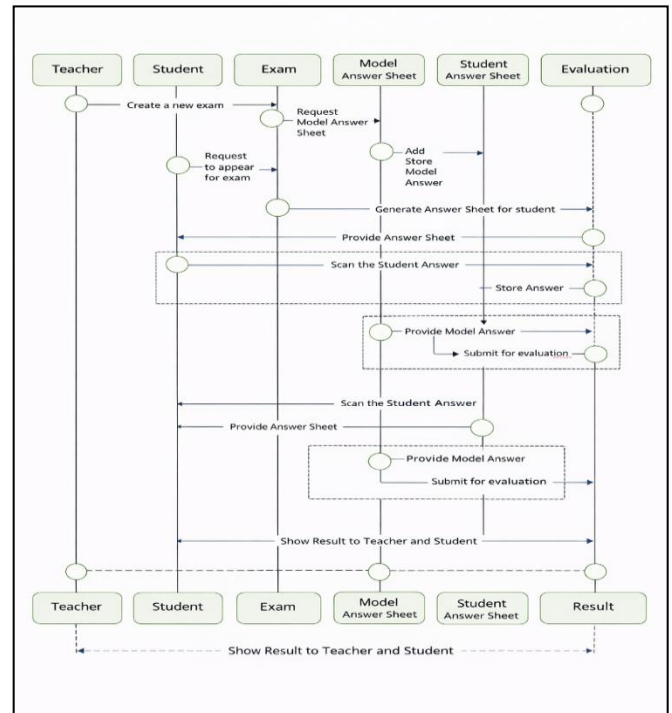 Teacher
Student
Exam
Model
Answer Sheet
Student
Answer Sheet
Evaluation
Create a new exam
Request
Model Answer
Sheet
Request
to appear
for exam
Add
Store
Model
Answer
Generate Answer Sheet for student
Provide Answer Sheet
Scan the Student Answer
Store Answer
Provide Model Answer
Submit for evaluation
Scan the Student Answer
Provide Answer Sheet
Provide Model Answer
Submit for evaluation
Show Result to Teacher and Student
Teacher
Student
Exam
Model
Answer Sheet
Student
Answer Sheet
Result
Show Result to Teacher and Student